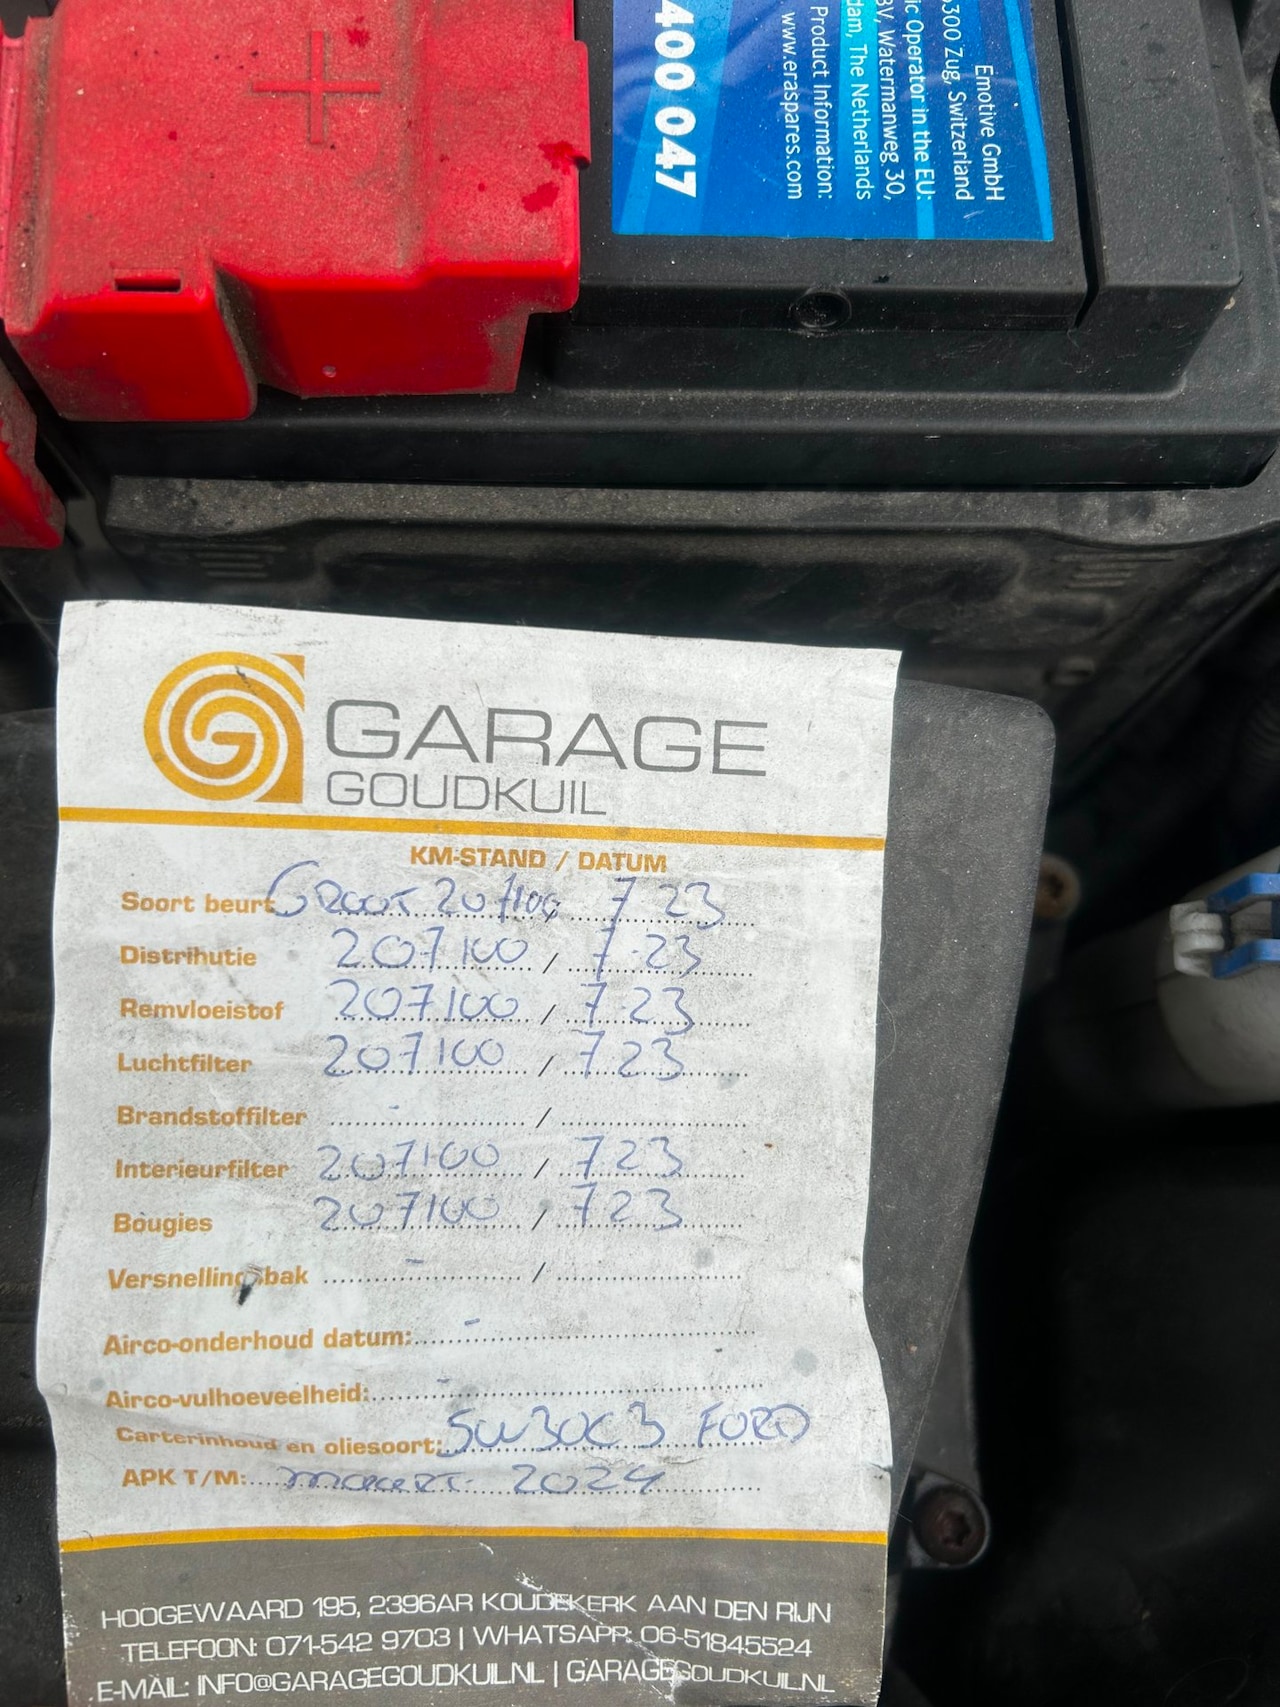 400 047
Emotive GmbH
6300 Zug, Switzerland
ic Operator in the EU:
BV, Watermanweg 30,
dam, The Netherlands
Product Information:
www.eraspares.com
GARAGE
GOUDKUIL
KM-STAND / DATUM
Soort beurt GROOT 207100 7 23
Distributie 207100 / 7-23
Remvloeistof 207100 / 7 23
Luchtfilter 207100 / 7 23
Brandstoffilter - /
Interieurfilter 207100 / 7 23
Bougies 207100 / 7 23
Versnellingsbak - /
Airco-onderhoud datum: -
Airco-vulhoeveelheid: -
Carterinhoud en oliesoort: 5W30C3 FORD
APK T/M: maart 2024
HOOGEWAARD 195, 2396AR KOUDEKERK AAN DEN RIJN
TELEFOON: 071-542 9703 | WHATSAPP: 06-51845524
E-MAIL: INFO@GARAGEGOUDKUIL.NL | GARAGEGOUDKUIL.NL